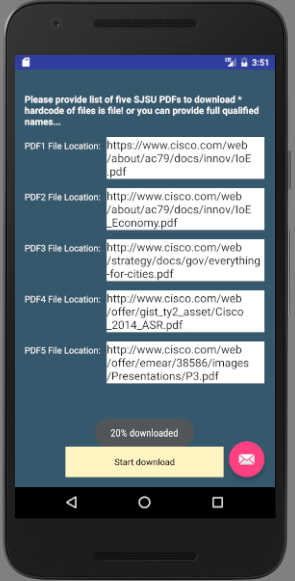 3:51
Please provide list of five SJSU PDFs to download *
hardcode of files is file! or you can provide full qualified
names...
PDF1 File Location:
https://www.cisco.com/web
/about/ac79/docs/innov/IoE
.pdf
PDF2 File Location:
http://www.cisco.com/web
/about/ac79/docs/innov/IoE
_Economy.pdf
PDF3 File Location:
http://www.cisco.com/web
/strategy/docs/gov/everything
-for-cities.pdf
PDF4 File Location:
http://www.cisco.com/web
/offer/gist_ty2_asset/Cisco
_2014_ASR.pdf
PDF5 File Location:
http://www.cisco.com/web
/offer/emear/38586/images
/Presentations/P3.pdf
20% downloaded
Start download